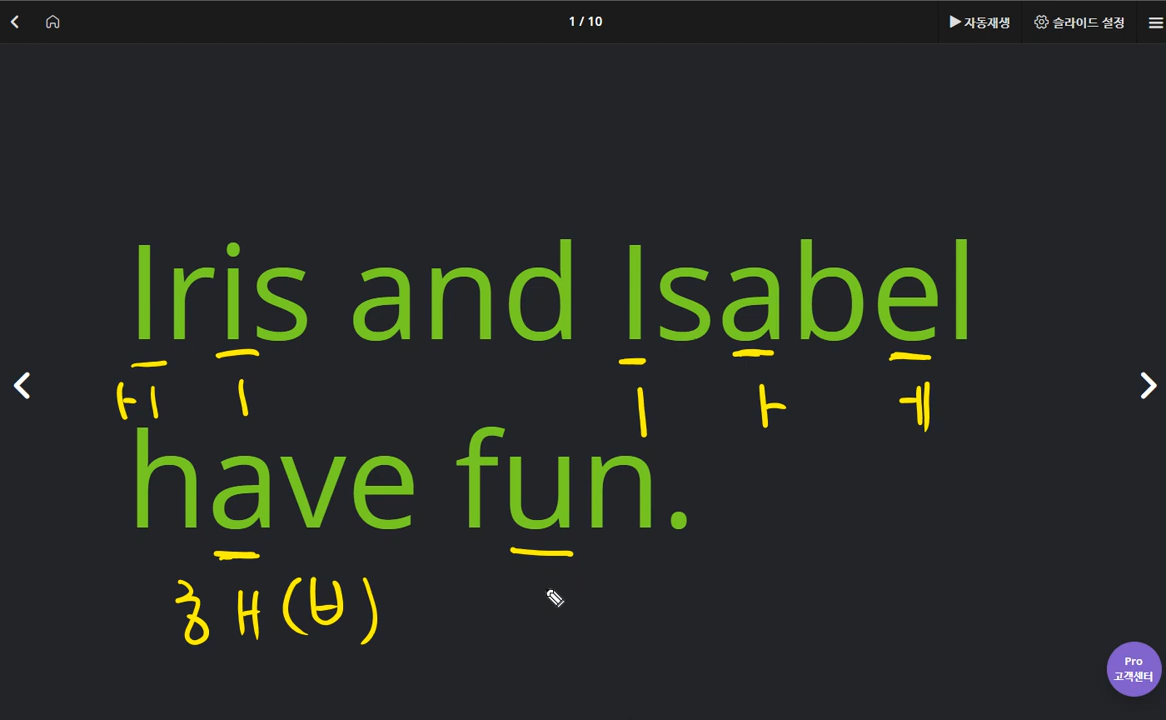 1 / 10
자동재생
슬라이드 설정
Iris and Isabel
ㅏㅣ ㅣ ㅣ ㅏ ㅔ
have fun.
ㅎ ㅐ (ㅂ)
Pro
고객센터